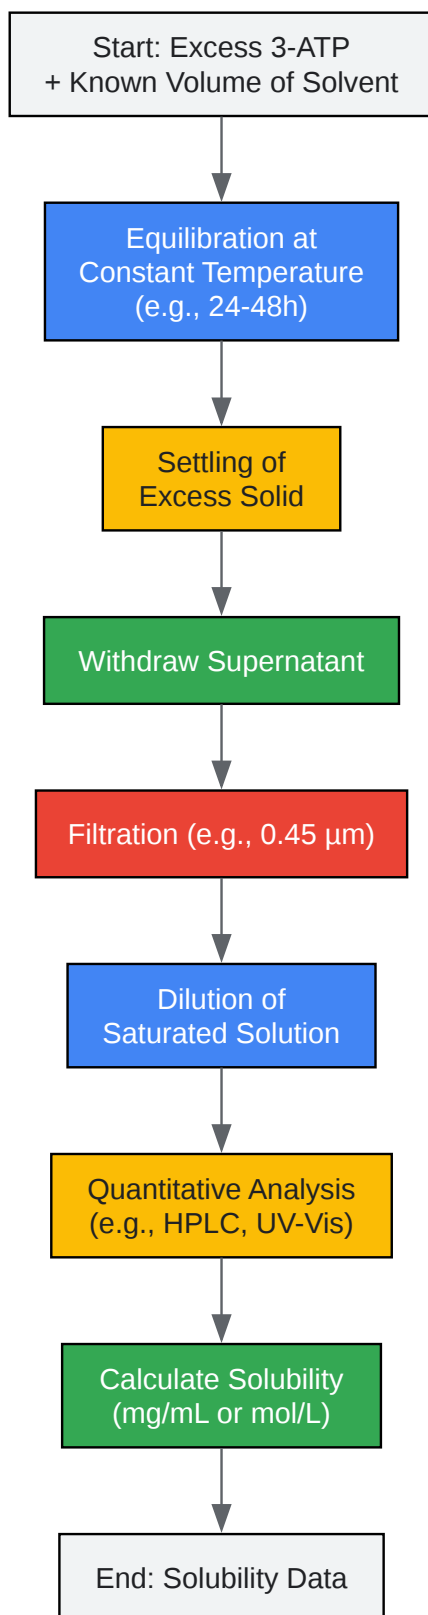 Start: Excess 3-ATP
+ Known Volume of Solvent
Equilibration at
Constant Temperature
(e.g., 24-48h)
Settling of
Excess Solid
Withdraw Supernatant
Filtration (e.g., 0.45 µm)
Dilution of
Saturated Solution
Quantitative Analysis
(e.g., HPLC, UV-Vis)
Calculate Solubility
(mg/mL or mol/L)
End: Solubility Data